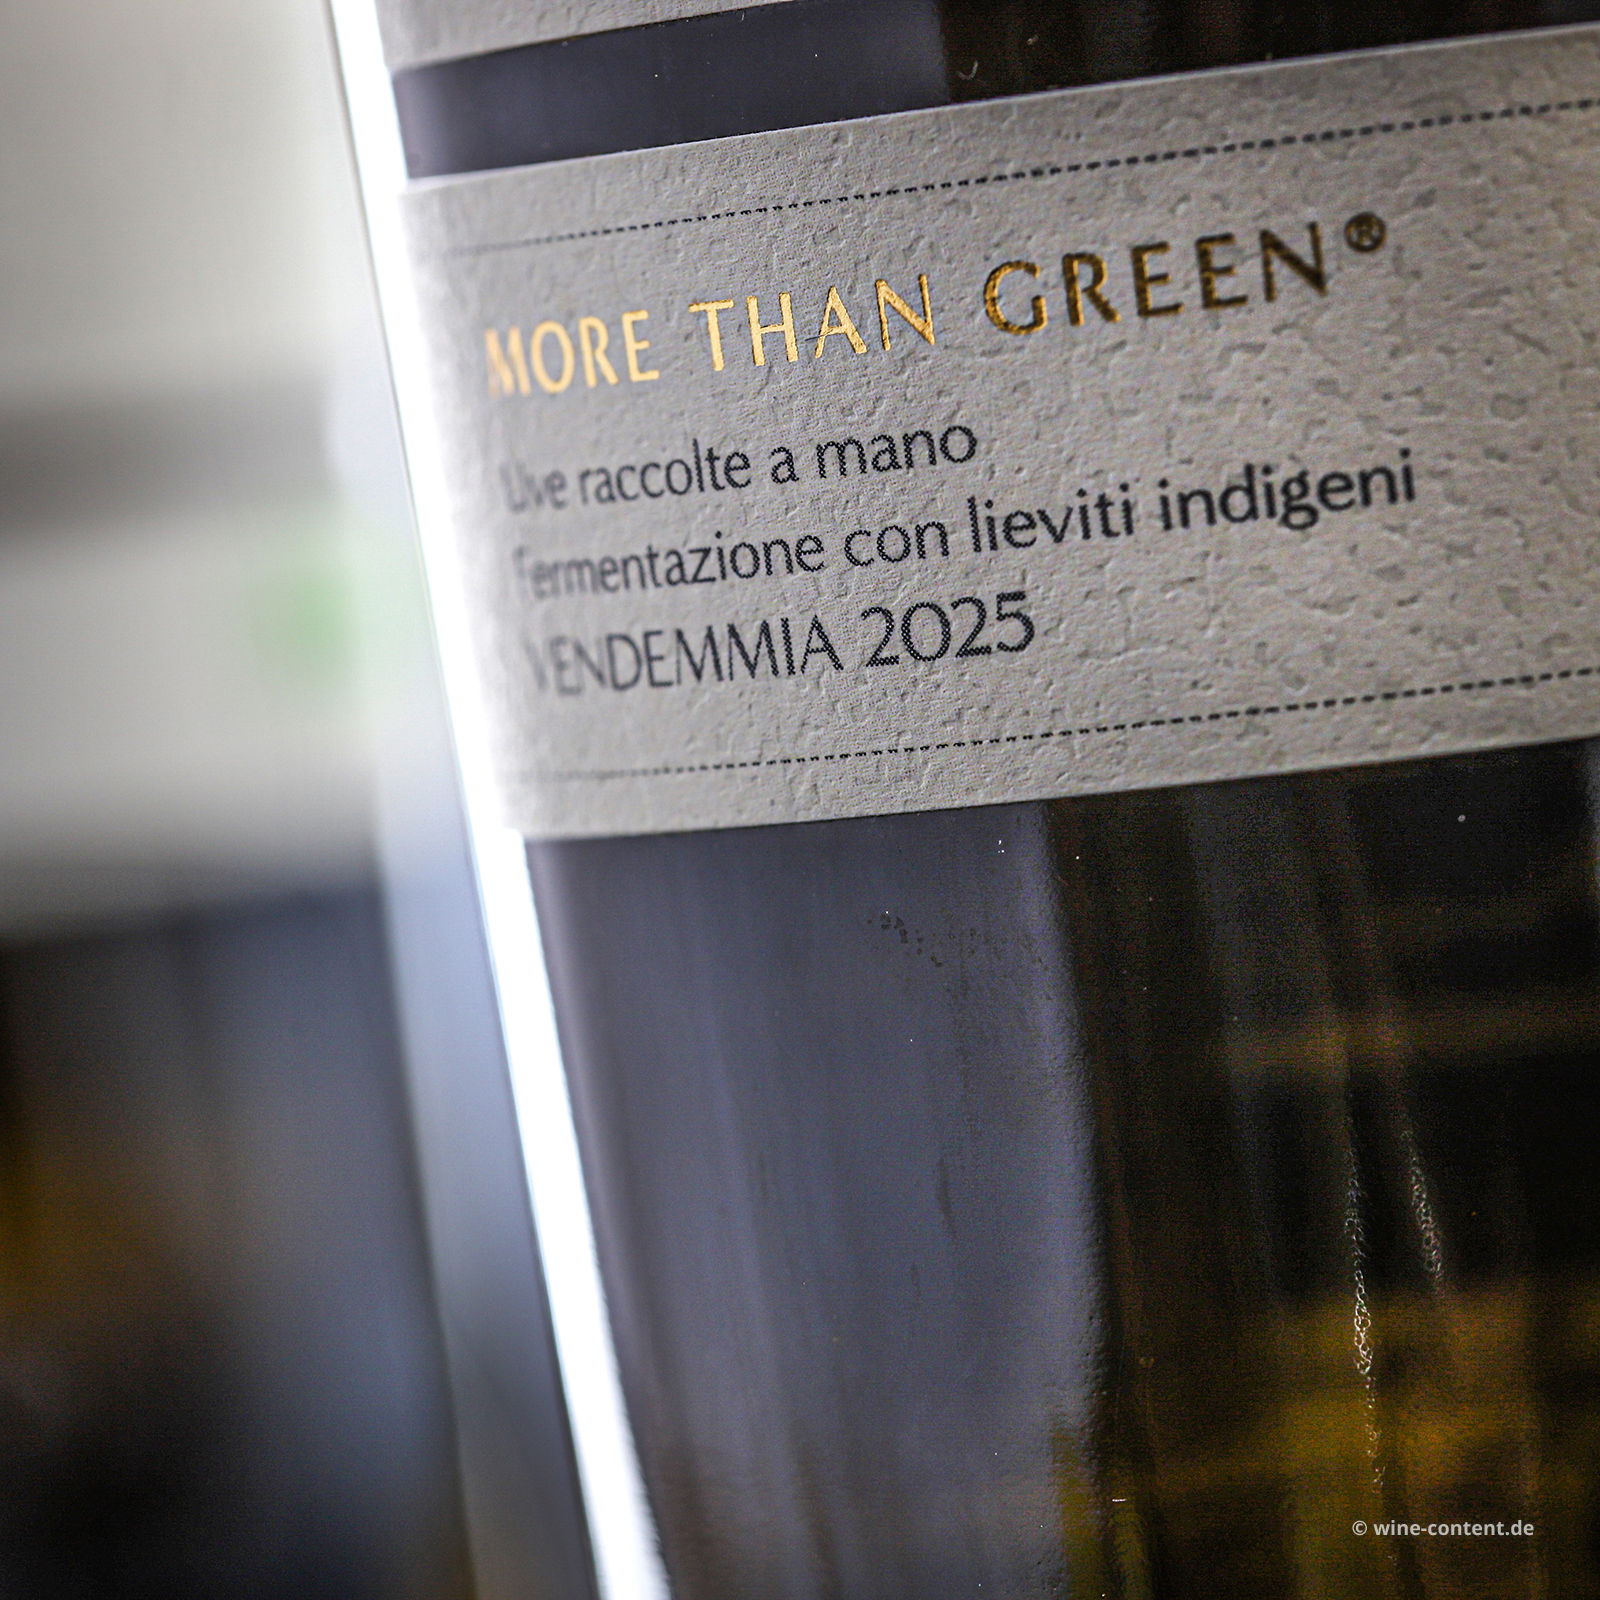 MORE THAN GREEN®
Uve raccolte a mano
Fermentazione con lieviti indigeni
VENDEMMIA 2025
© wine-content.de